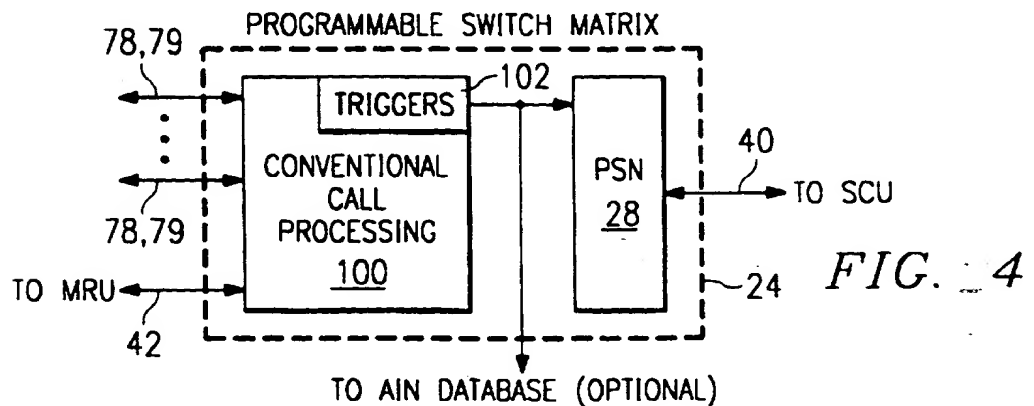 PROGRAMMABLE SWITCH MATRIX
78,79
102
TRIGGERS
CONVENTIONAL
CALL
PROCESSING
100
PSN
28
40
TO SCU
78,79
TO MRU
42
24
FIG. 4
TO AIN DATABASE (OPTIONAL)